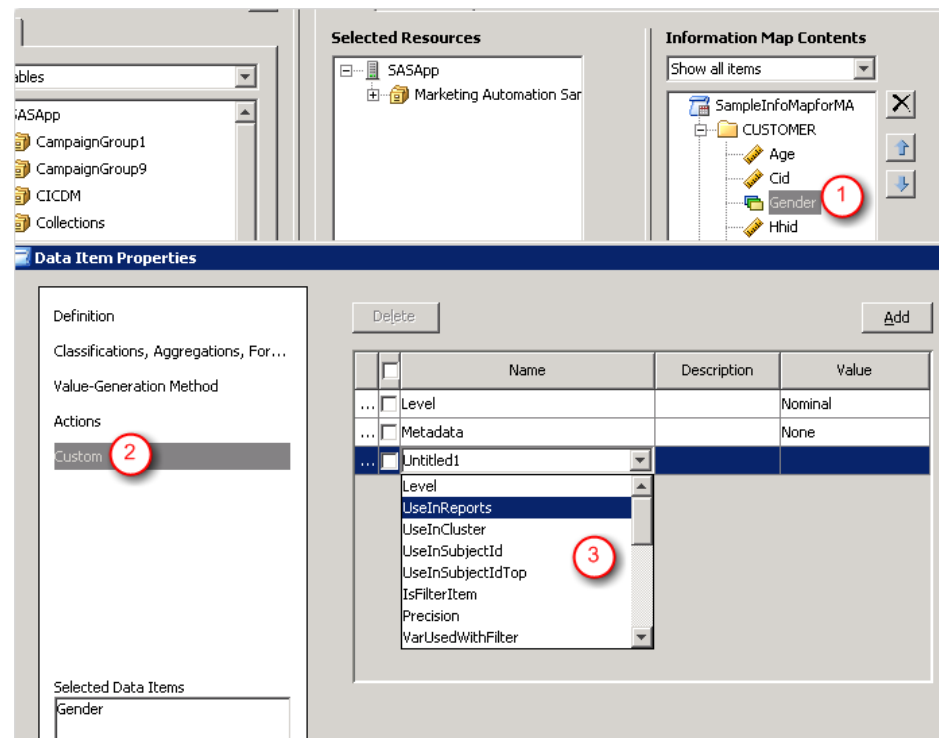 Selected Resources
Information Map Contents
ables
Show all items
SASApp
SASApp
Marketing Automation Sar
SampleInfoMapforMA
CampaignGroup1
CUSTOMER
CampaignGroup9
Age
CICDM
Cid
Collections
Gender
1
Hhid
Data Item Properties
Definition
Delete
Add
Classifications, Aggregations, For...
Name
Description
Value
Value-Generation Method
... Level
Nominal
Actions
... Metadata
None
Custom
2
... Untitled1
Level
UseInReports
UseInCluster
UseInSubjectId
3
UseInSubjectIdTop
IsFilterItem
Precision
VarUsedWithFilter
Selected Data Items
Gender